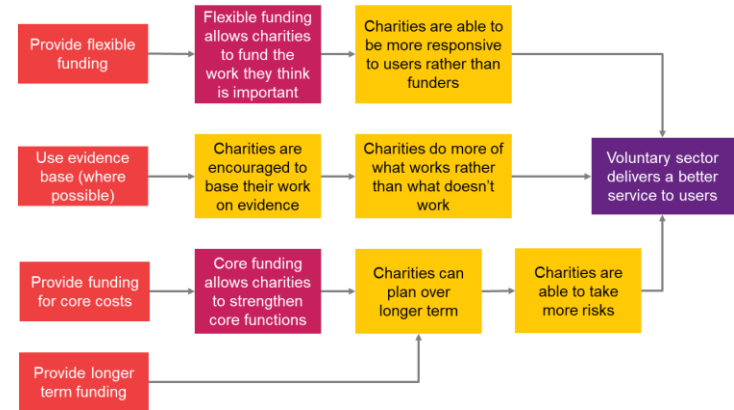 Provide flexible
funding
Flexible funding
allows charities
to fund the
work they think
is important
Charities are able to
be more responsive
to users rather than
funders
Use evidence
base (where
possible)
Charities are
encouraged to
base their work
on evidence
Charities do more of
what works rather
than what doesn’t
work
Voluntary sector
delivers a better
service to users
Provide funding
for core costs
Core funding
allows charities
to strengthen
core functions
Charities can
plan over
longer term
Charities are
able to take
more risks
Provide longer
term funding